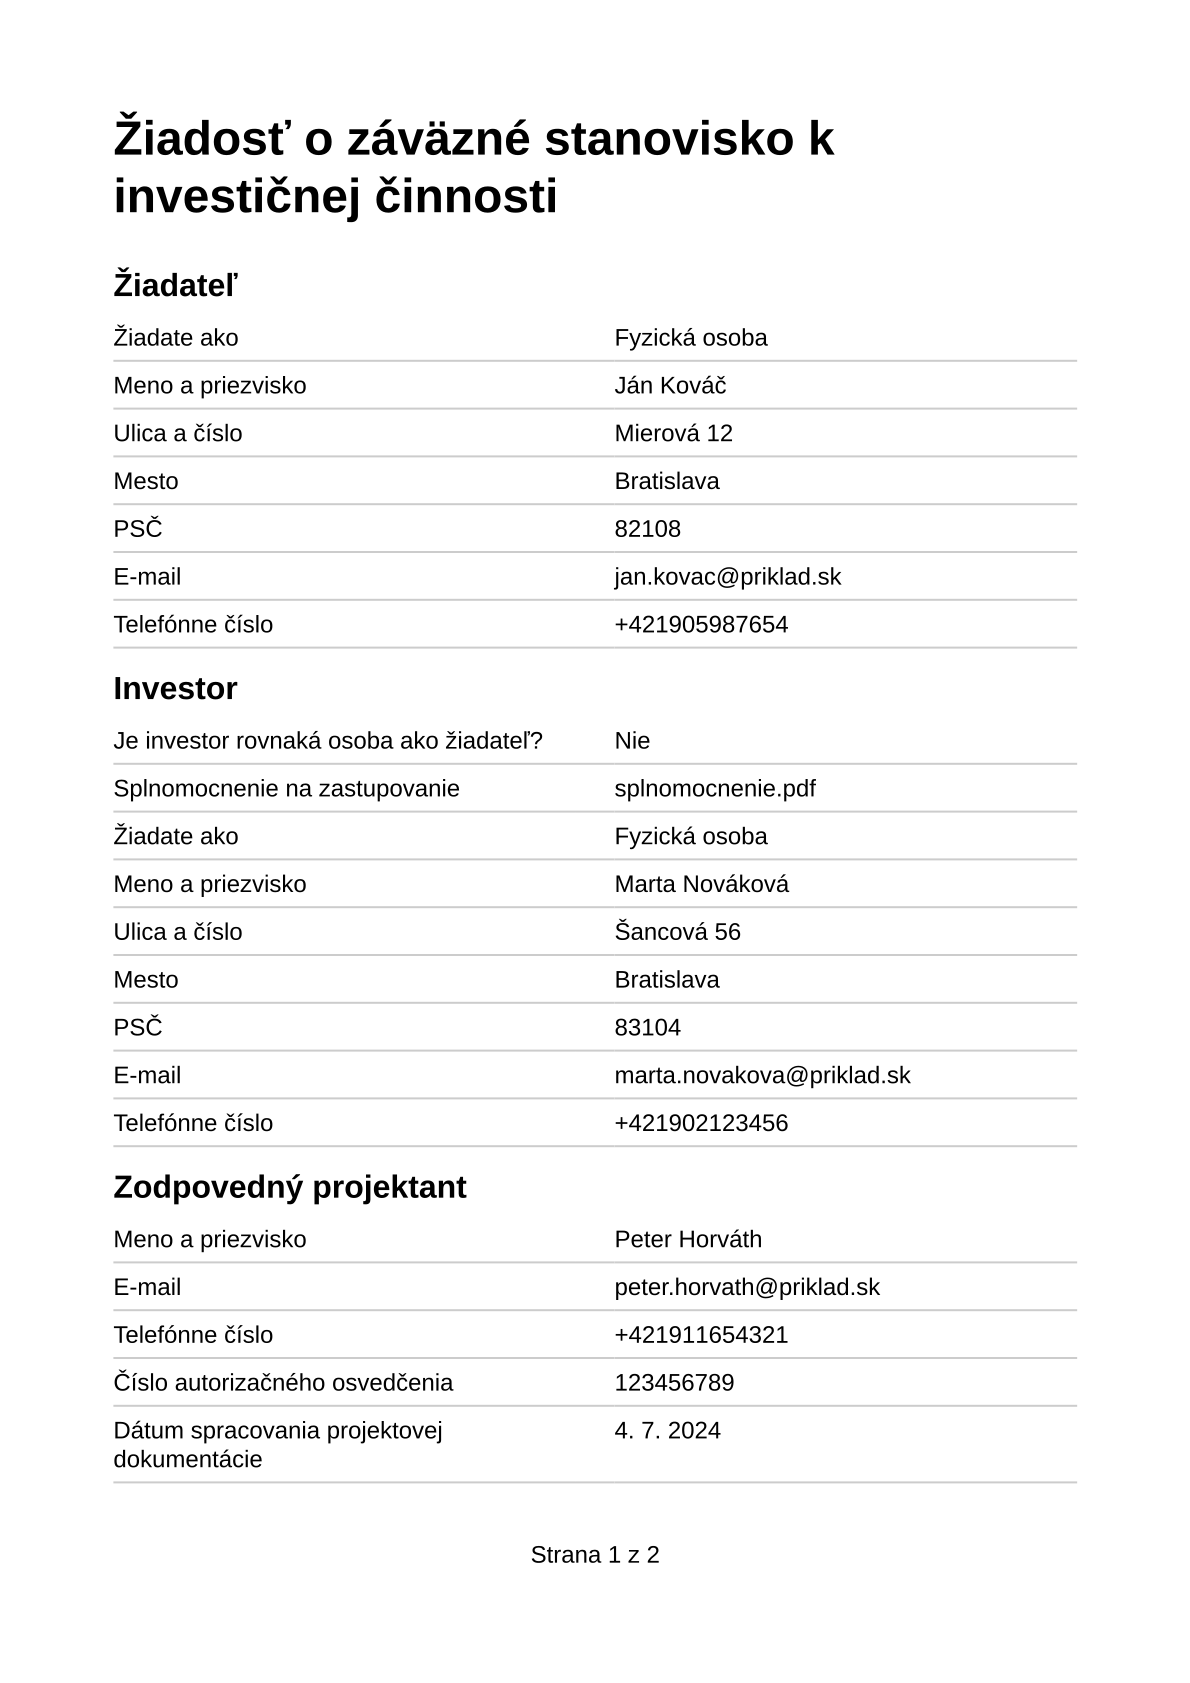 Žiadosť o záväzné stanovisko k
investičnej činnosti
Žiadateľ
Žiadate ako Fyzická osoba
Meno a priezvisko Ján Kováč
Ulica a číslo Mierová 12
Mesto Bratislava
PSČ 82108
E-mail jan.kovac@priklad.sk
Telefónne číslo +421905987654
Investor
Je investor rovnaká osoba ako žiadateľ? Nie
Splnomocnenie na zastupovanie splnomocnenie.pdf
Žiadate ako Fyzická osoba
Meno a priezvisko Marta Nováková
Ulica a číslo Šancová 56
Mesto Bratislava
PSČ 83104
E-mail marta.novakova@priklad.sk
Telefónne číslo +421902123456
Zodpovedný projektant
Meno a priezvisko Peter Horváth
E-mail peter.horvath@priklad.sk
Telefónne číslo +421911654321
Číslo autorizačného osvedčenia 123456789
Dátum spracovania projektovej 4. 7. 2024
dokumentácie
Strana 1 z 2